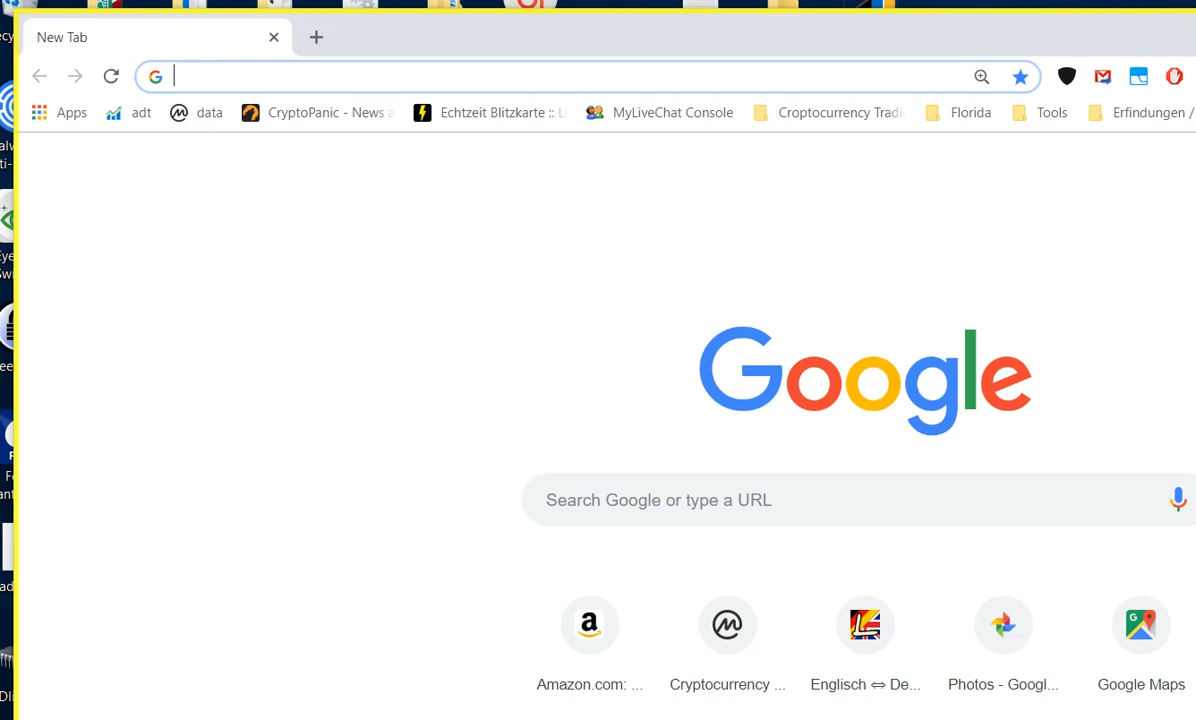 New Tab
Apps adt data CryptoPanic - News a Echtzeit Blitzkarte :: L MyLiveChat Console Croptocurrency Tradi Florida Tools Erfindungen /
Google
Search Google or type a URL
Amazon.com: ... Cryptocurrency ... Englisch ⇔ De... Photos - Googl... Google Maps